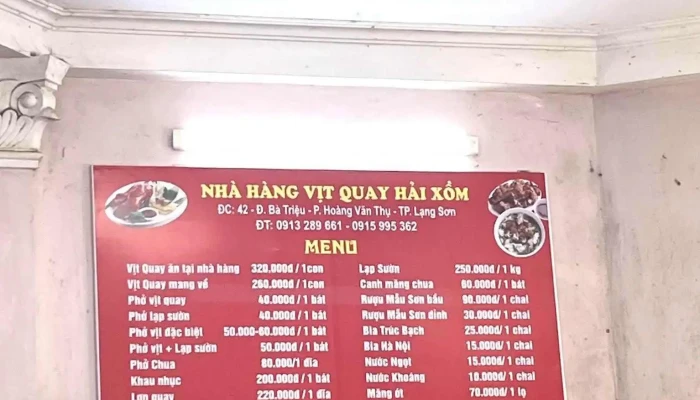 NHÀ HÀNG VỊT QUAY HẢI XỒM
ĐC: 42 - Đ. Bà Triệu - P. Hoàng Văn Thụ - TP. Lạng Sơn
ĐT: 0913 289 661 - 0915 995 362
MENU
Vịt Quay ăn tại nhà hàng 320.000đ / 1con
Vịt Quay mang về 260.000đ / 1con
Phở vịt quay 40.000đ / 1 bát
Phở lạp sườn 40.000đ / 1 bát
Phở vịt đặc biệt 50.000-60.000đ / 1 bát
Phở vịt + Lạp sườn 50.000đ / 1 bát
Phở Chua 80.000/1 đĩa
Khau nhục 200.000đ / 1 bát
Lợn quay 220.000đ / 1 đĩa
Lạp Sườn 250.000đ / 1 kg
Canh măng chua 60.000đ / 1 bát
Rượu Mẫu Sơn bầu 90.000đ/ 1 chai
Rượu Mẫu Sơn đỉnh 30.000đ/ 1 chai
Bia Trúc Bạch 25.000đ / 1 chai
Bia Hà Nội 15.000đ/ 1 chai
Nước Ngọt 15.000đ/ 1 chai
Nước Khoáng 10.000đ/ 1 chai
Măng ớt 70.000đ/ 1 lọ